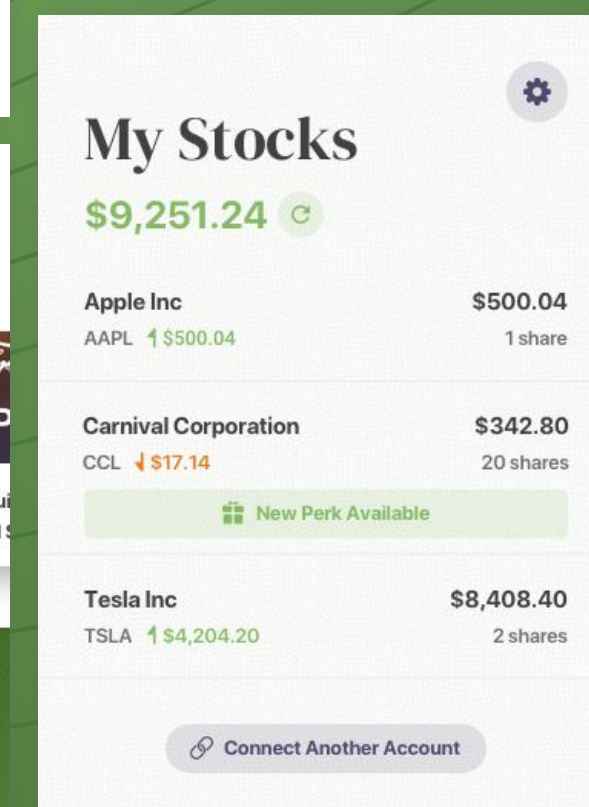 My Stocks
$9,251.24
Apple Inc $500.04
AAPL $500.04 1 share
Carnival Corporation $342.80
CCL $17.14 20 shares
New Perk Available
Tesla Inc $8,408.40
TSLA $4,204.20 2 shares
Connect Another Account